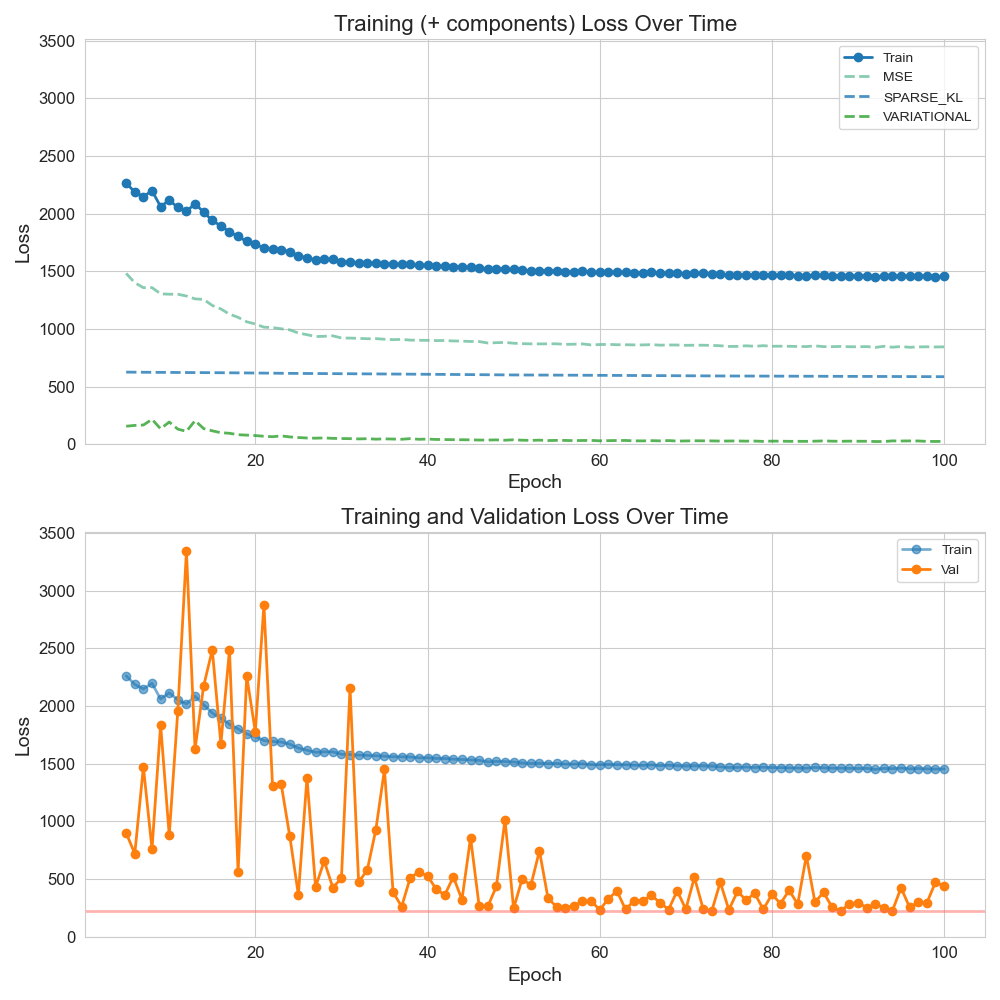 Training (+ components) Loss Over Time
3500
3000
2500
2000
1500
1000
500
0
Loss
Train
MSE
SPARSE_KL
VARIATIONAL
20 40 60 80 100
Epoch
Training and Validation Loss Over Time
3500
3000
2500
2000
1500
1000
500
0
Loss
Train
Val
20 40 60 80 100
Epoch